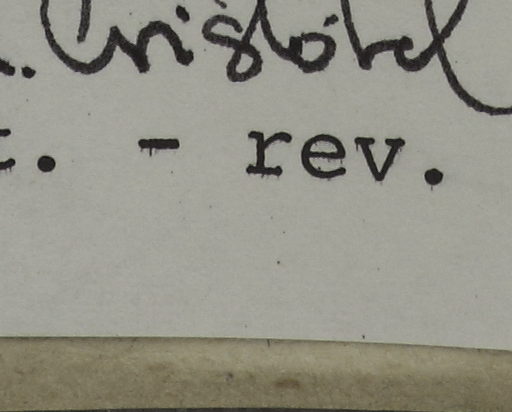 . Cristóbal
t. - rev.